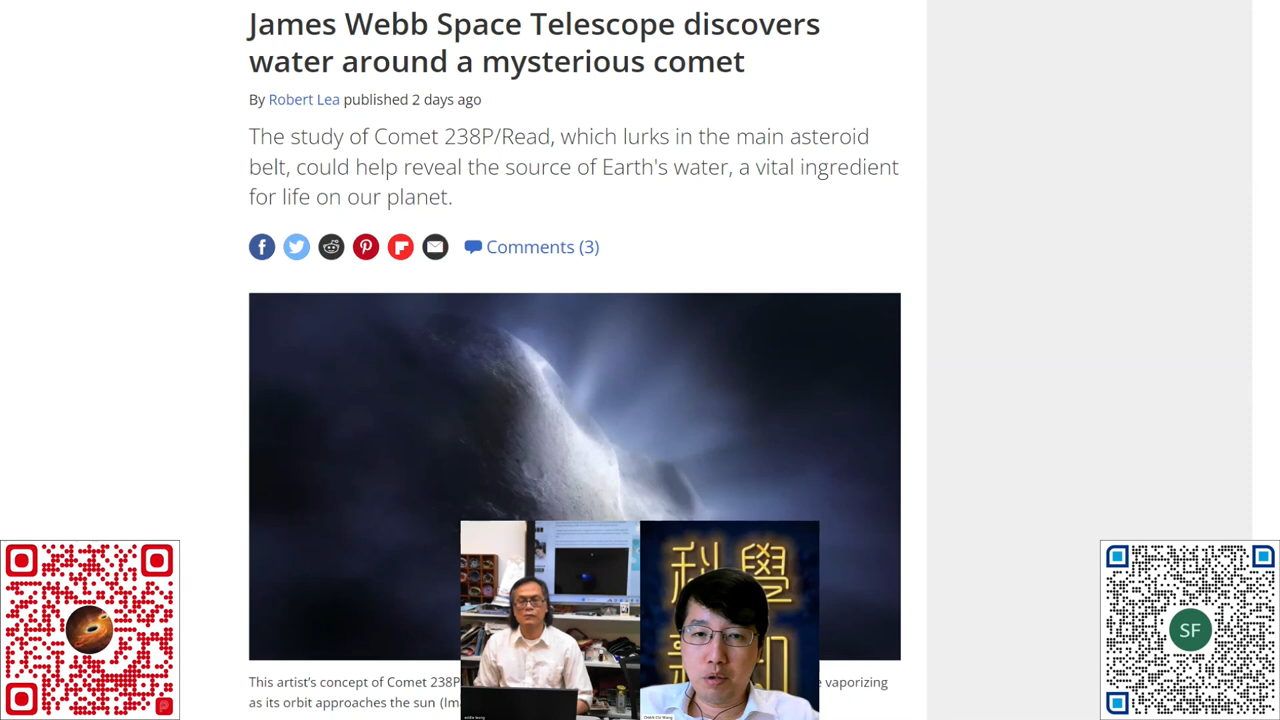 James Webb Space Telescope discovers
water around a mysterious comet
By Robert Lea published 2 days ago
The study of Comet 238P/Read, which lurks in the main asteroid
belt, could help reveal the source of Earth's water, a vital ingredient
for life on our planet.
Comments (3)
科學
新知
This artist's concept of Comet 238P
e vaporizing
as its orbit approaches the sun (Im
SF